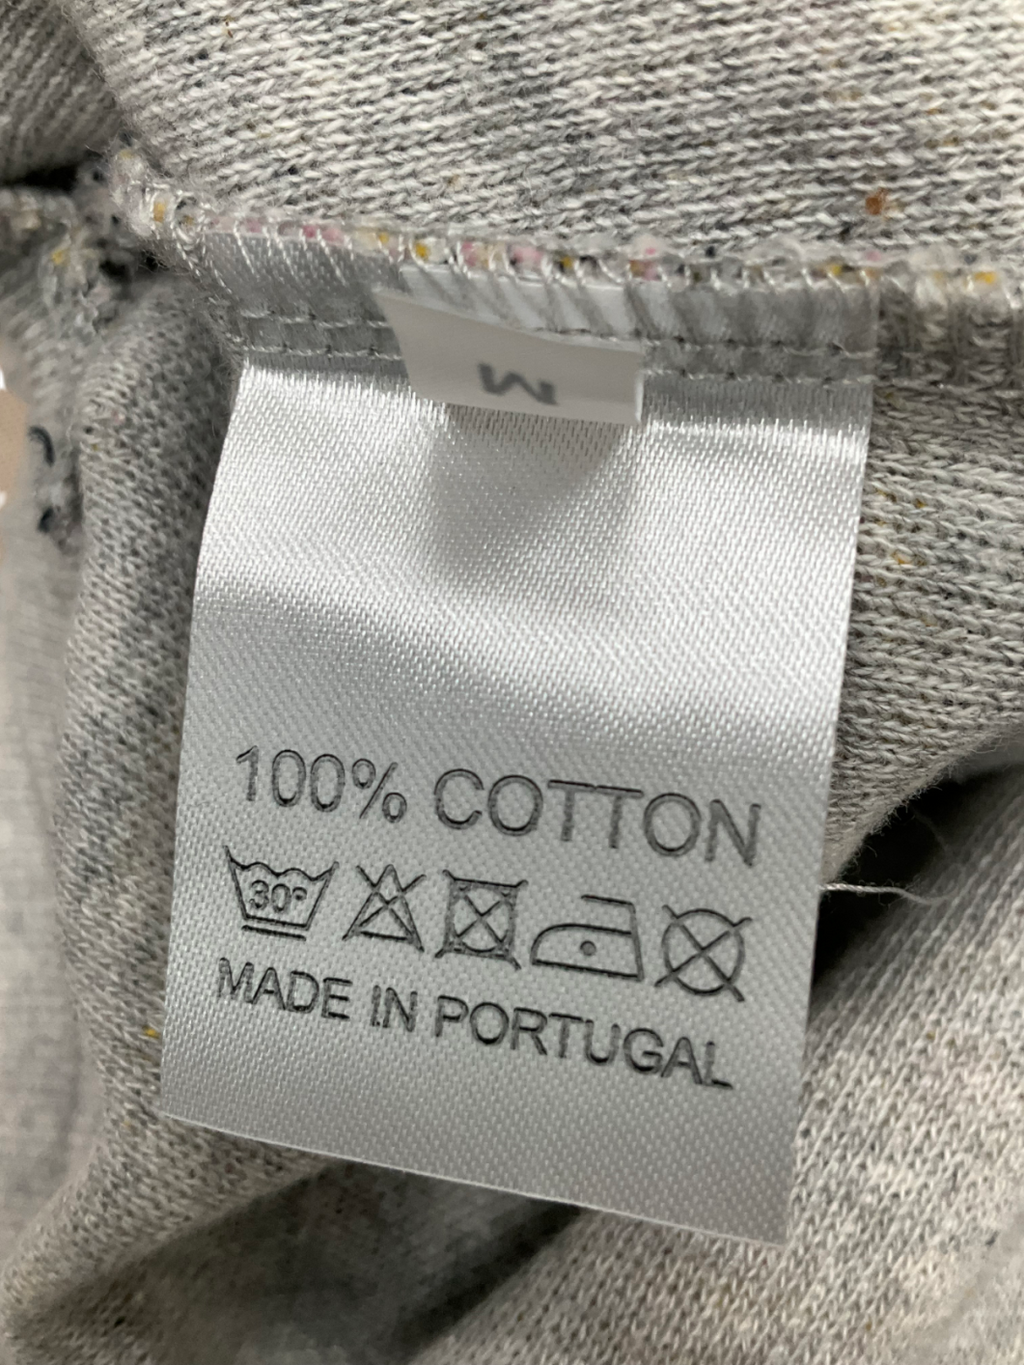 M
100% COTTON
30°
MADE IN PORTUGAL